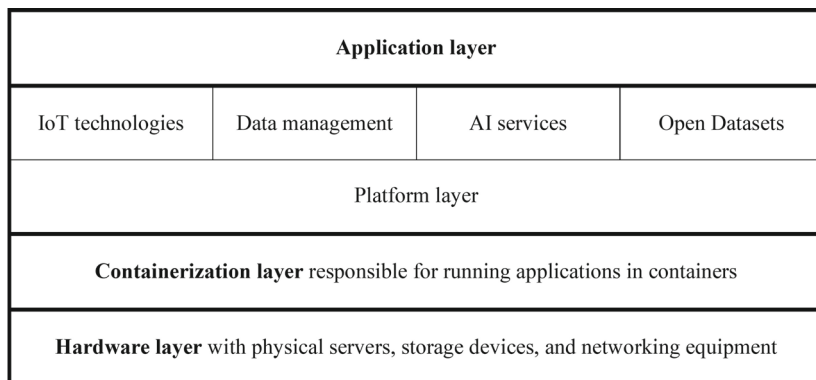 Application layer
IoT technologies
Data management
AI services
Open Datasets
Platform layer
Containerization layer responsible for running applications in containers
Hardware layer with physical servers, storage devices, and networking equipment